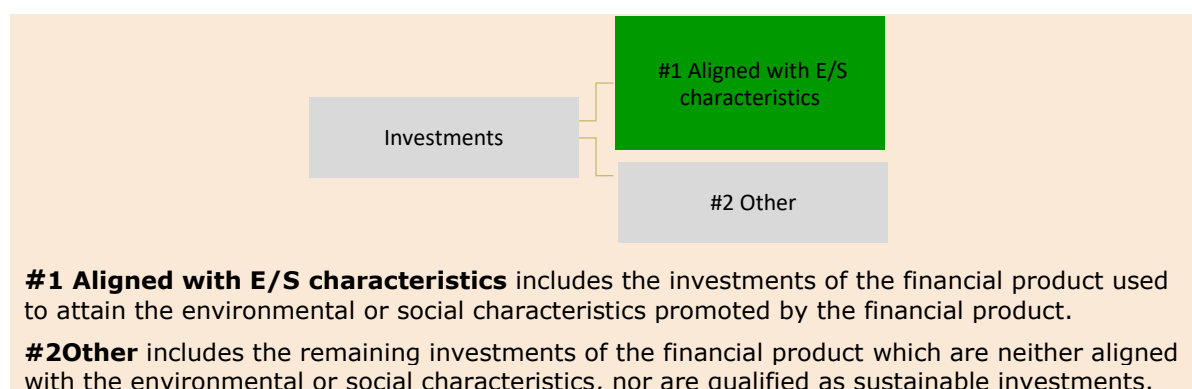 #1 Aligned with E/S
characteristics
Investments
#2 Other
#1 Aligned with E/S characteristics includes the investments of the financial product used
to attain the environmental or social characteristics promoted by the financial product.
#2Other includes the remaining investments of the financial product which are neither aligned
with the environmental or social characteristics, nor are qualified as sustainable investments.